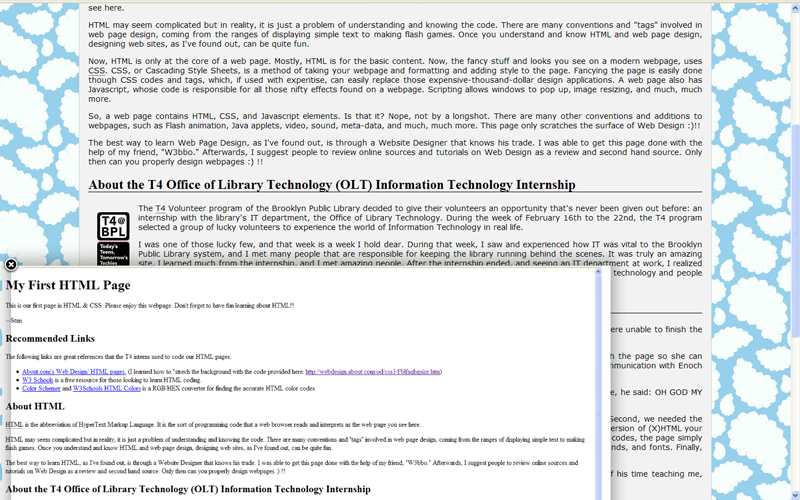 see here.
HTML may seem complicated but in reality, it is just a problem of understanding and knowing the code. There are many conventions and "tags" involved in
web page design, coming from the ranges of displaying simple text to making flash games. Once you understand and know HTML and web page design,
designing web sites, as I've found out, can be quite fun.
Now, HTML is only at the core of a web page. Mostly, HTML is for the basic content. Now, the fancy stuff and looks you see on a modern webpage, uses
CSS. CSS, or Cascading Style Sheets, is a method of taking your webpage and formatting and adding style to the page. Fancying the page is easily done
though CSS codes and tags, which, if used with expertise, can easily replace those expensive-thousand-dollar design applications. A web page also has
Javascript, whose code is responsible for all those nifty effects found on a webpage. Scripting allows windows to pop up, image resizing, and much, much
more.
So, a web page contains HTML, CSS, and Javascript elements. Is that it? Nope, not by a longshot. There are many other conventions and additions to
webpages, such as Flash animation, Java applets, video, sound, meta-data, and much, much more. This page only scratches the surface of Web Design :)!!
The best way to learn Web Page Design, as I've found out, is through a Website Designer that knows his trade. I was able to get this page done with the
help of my friend, "W3bbo." Afterwards, I suggest people to review online sources and tutorials on Web Design as a review and second hand source. Only
then can you properly design webpages :) !!
About the T4 Office of Library Technology (OLT) Information Technology Internship
The T4 Volunteer program of the Brooklyn Public Library decided to give their volunteers an opportunity that's never been given out before: an
internship with the library's IT department, the Office of Library Technology. During the week of February 16th to the 22nd, the T4 program
selected a group of lucky volunteers to experience the world of Information Technology in real life.
T4@
BPL
Today's
Teens,
Tomorrow's
Techies
I was one of those lucky few, and that week is a week I hold dear. During that week, I saw and experienced how IT was vital to the Brooklyn
Public Library system, and I met many people that are responsible for keeping the library running behind the scenes. It was truly an amazing
site. I learned much from the internship, and I met amazing people. After the internship ended, and seeing an IT department at work, I realized
technology and people
ere unable to finish the
h the page so she can
mmunication with Enoch
e, he said: OH GOD MY
Second, we needed the
ersion of (X)HTML your
codes, the page simply
nds, and fonts. Finally,
f his time teaching me,
My First HTML Page
This is our first page in HTML & CSS. Please enjoy this webpage. Don't forget to have fun learning about HTML!!
--Stan
Recommended Links
The following links are great references that the T4 interns used to code our HTML pages:
About.com's Web Design/ HTML pages. (I learned how to "strech the background with the code provided here: http://webdesign.about.com/od/css3/f/blfaqbgsize.htm)
W3 Schools is a free resource for those looking to learn HTML coding.
Color Schemer and W3Schools HTML Colors is a RGB/HEX converter for finding the accurate HTML color codes
About HTML
HTML is the abbreviation of HyperText Markup Language. It is the sort of programming code that a web browser reads and interprets as the web page you see here.
HTML may seem complicated but in reality, it is just a problem of understanding and knowing the code. There are many conventions and "tags" involved in web page design, coming from the ranges of displaying simple text to making
flash games. Once you understand and know HTML and web page design, designing web sites, as I've found out, can be quite fun.
The best way to learn HTML, as I've found out, is through a Website Designer that knows his trade. I was able to get this page done with the help of my friend, "W3bbo." Afterwards, I suggest people to review online sources and
tutorials on Web Design as a review and second hand source. Only then can you properly design webpages :) !!
About the T4 Office of Library Technology (OLT) Information Technology Internship